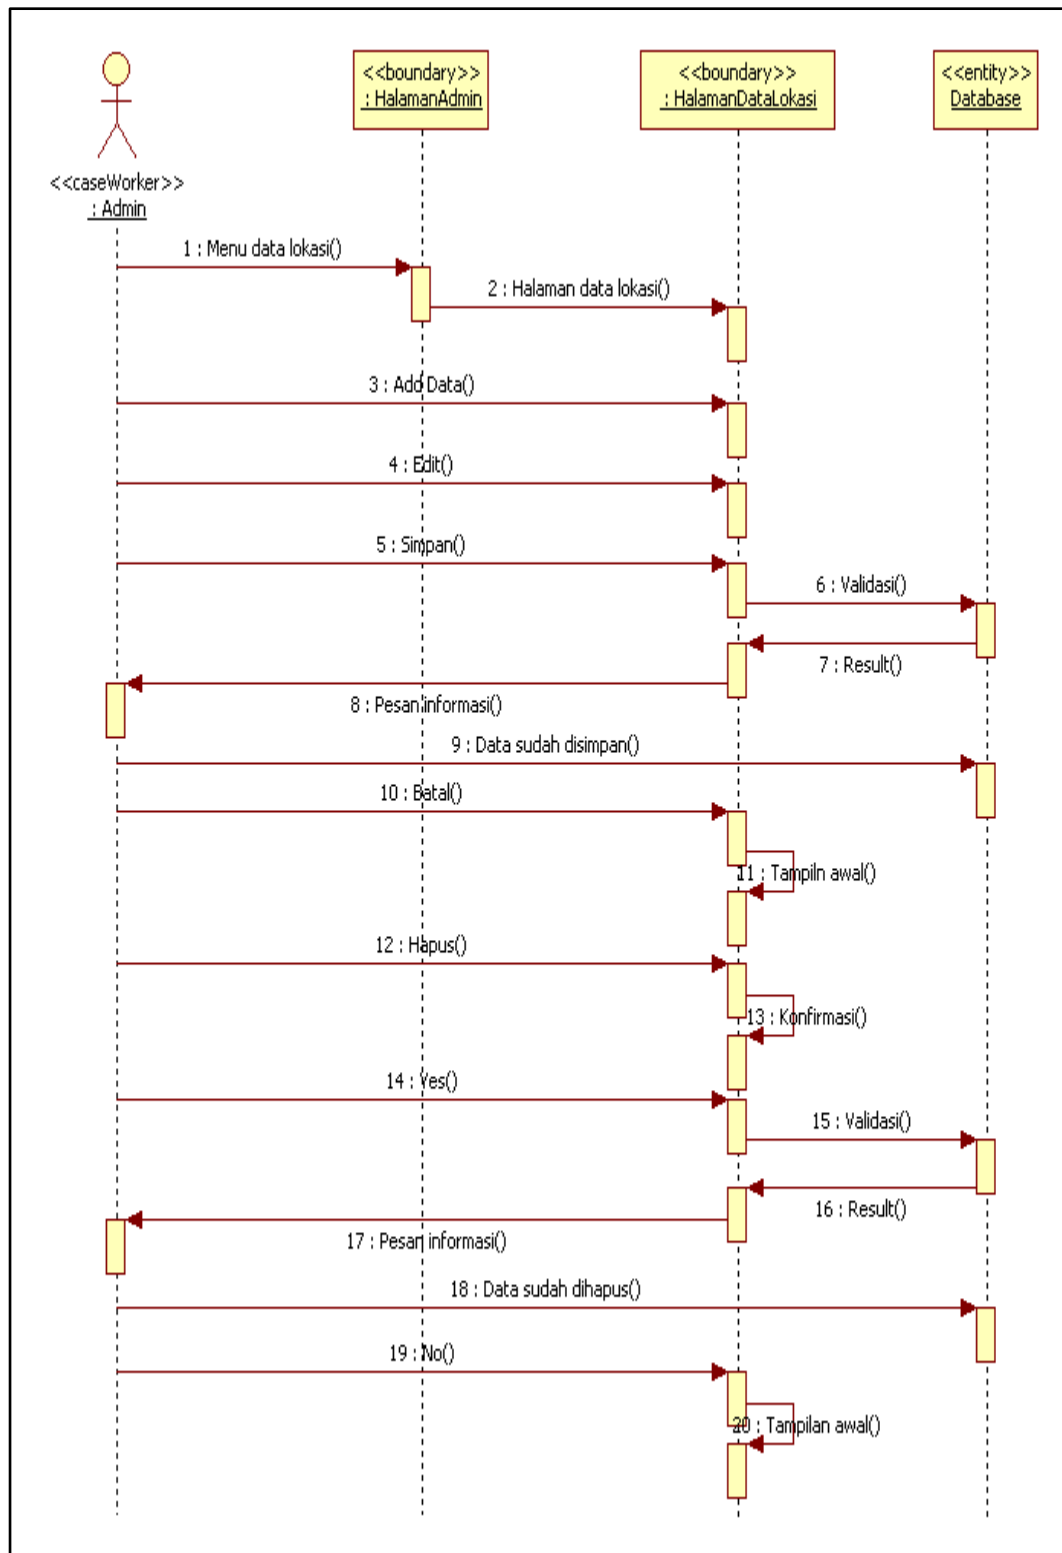 <<boundary>>
: HalamanAdmin
<<boundary>>
: HalamanDataLokasi
<<entity>>
Database
<<caseWorker>>
: Admin
1 : Menu data lokasi()
2 : Halaman data lokasi()
3 : Add Data()
4 : Edit()
5 : Simpan()
6 : Validasi()
7 : Result()
8 : Pesan informasi()
9 : Data sudah disimpan()
10 : Batal()
11 : Tampiln awal()
12 : Hapus()
13 : Konfirmasi()
14 : Yes()
15 : Validasi()
16 : Result()
17 : Pesan informasi()
18 : Data sudah dihapus()
19 : No()
20 : Tampilan awal()